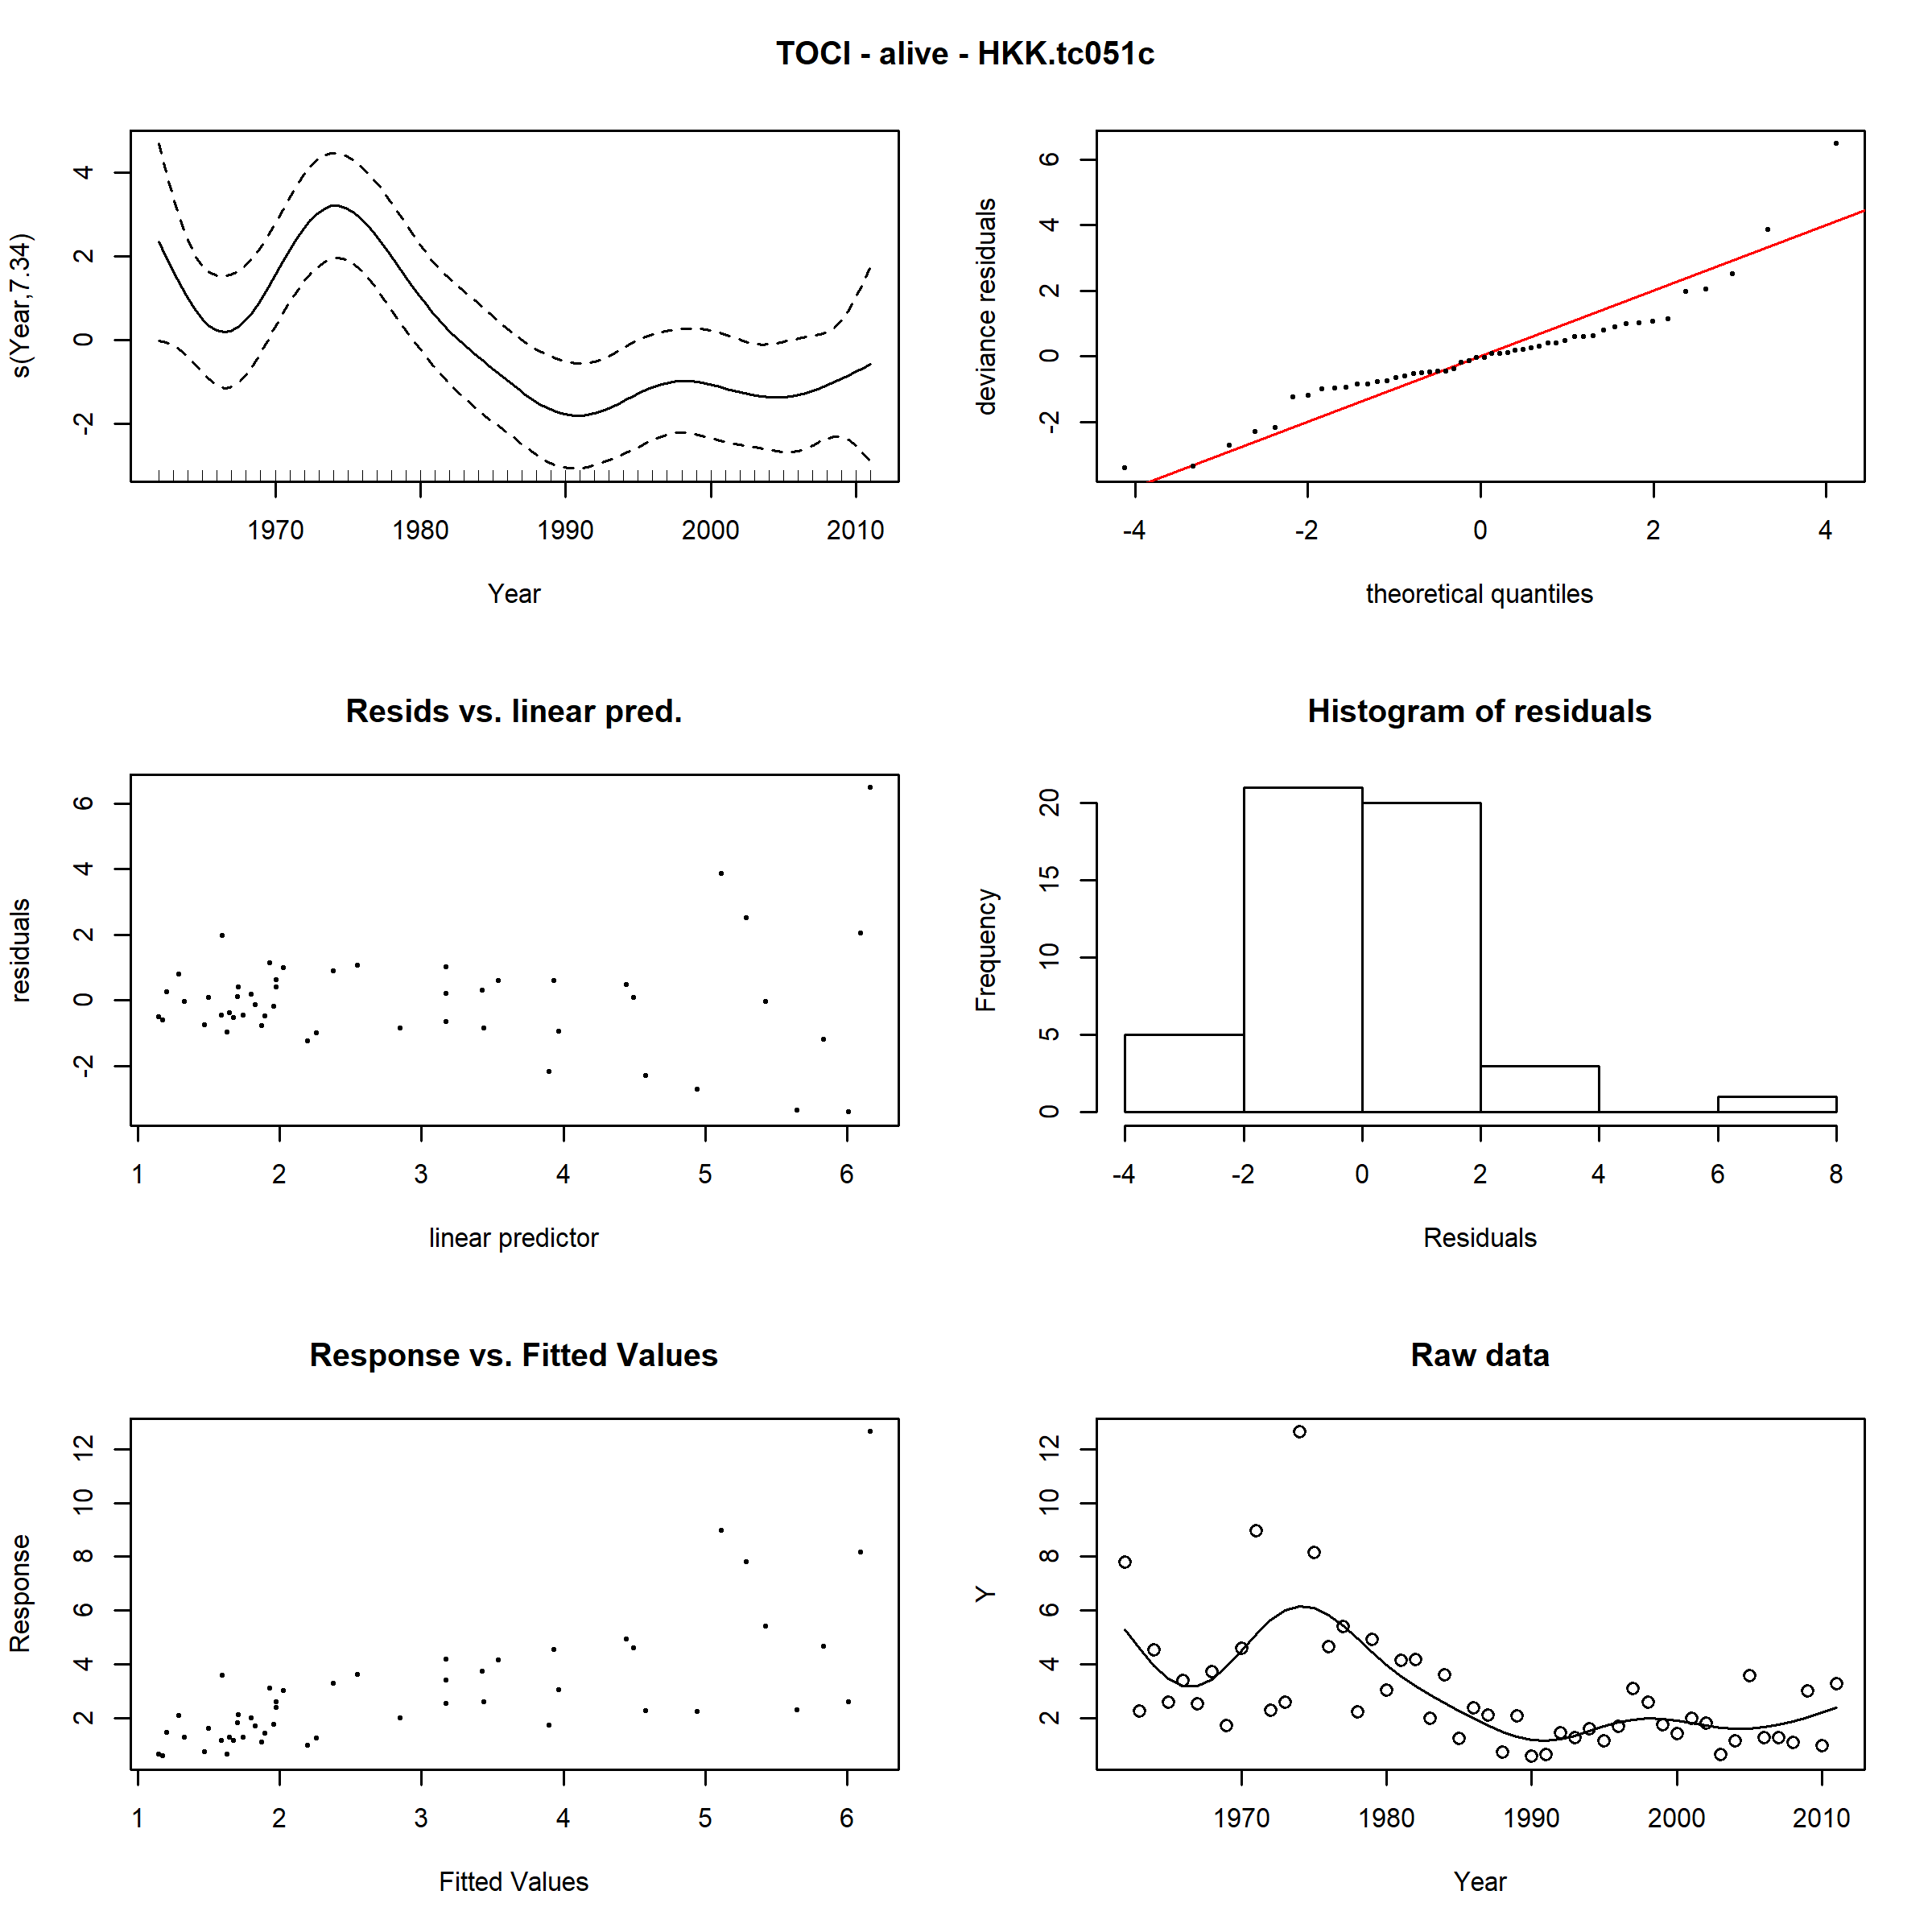 TOCI - alive - HKK.tc051c
s(Year,7.34)
-2 0 2 4
1970 1980 1990 2000 2010
Year
deviance residuals
-2 0 2 4 6
-4 -2 0 2 4
theoretical quantiles
Resids vs. linear pred.
residuals
-2 0 2 4 6
1 2 3 4 5 6
linear predictor
Histogram of residuals
Frequency
0 5 10 15 20
-4 -2 0 2 4 6 8
Residuals
Response vs. Fitted Values
Response
2 4 6 8 10 12
1 2 3 4 5 6
Fitted Values
Raw data
Y
2 4 6 8 10 12
1970 1980 1990 2000 2010
Year